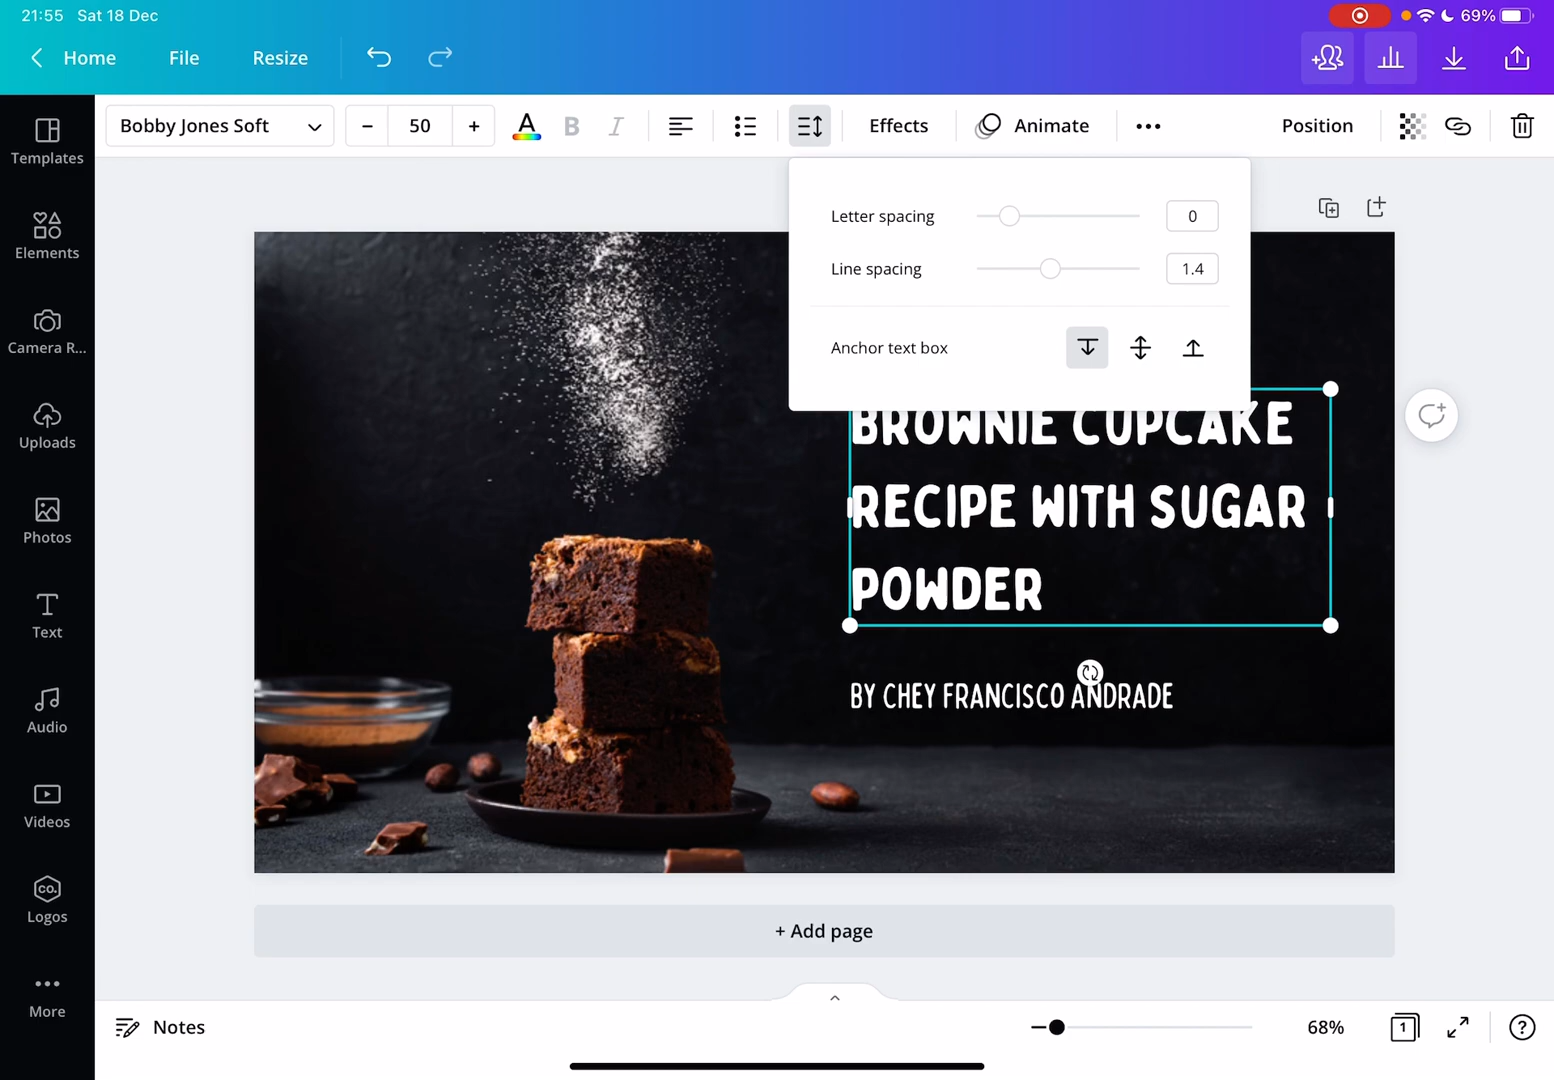 21:55 Sat 18 Dec
69%
Home File Resize
Bobby Jones Soft
- 50 +
A B I
Effects Animate
Position
Templates
Elements
Camera R...
Uploads
Photos
Text
Audio
Videos
CO.
Logos
More
Letter spacing 0
Line spacing 1.4
Anchor text box
BROWNIE CUPCAKE
RECIPE WITH SUGAR
POWDER
BY CHEY FRANCISCO ANDRADE
+ Add page
Notes
68%
1
?